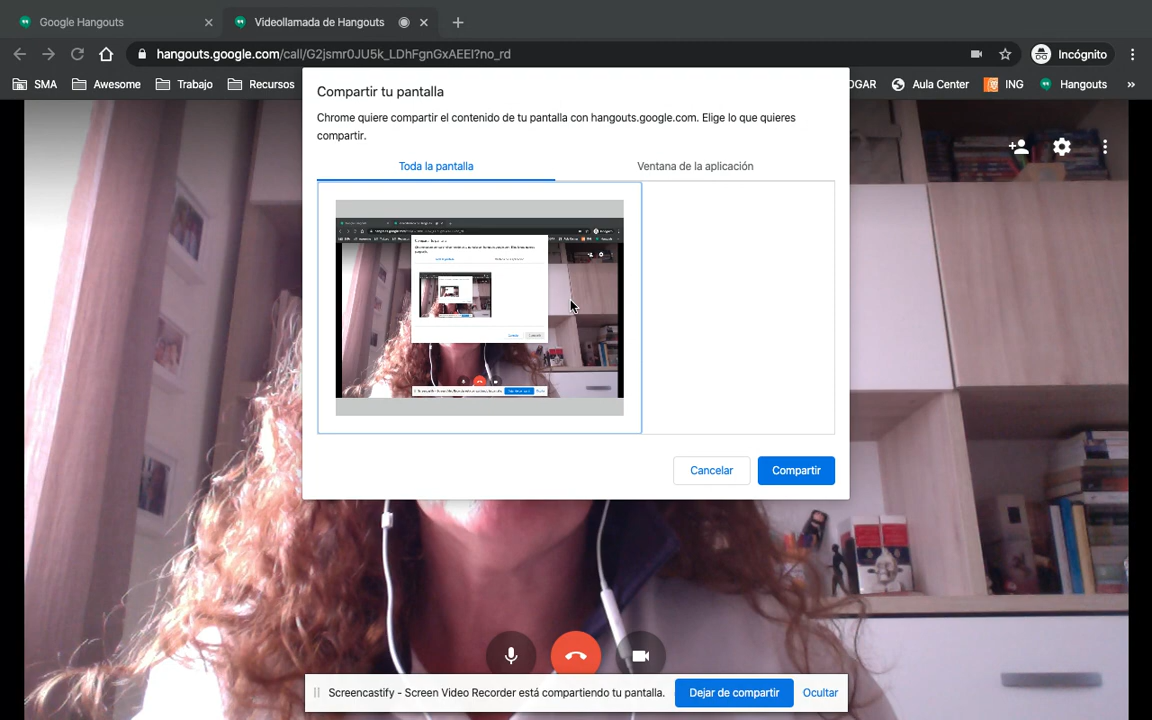 Google Hangouts
Videollamada de Hangouts
hangouts.google.com/call/G2jsmr0JU5k_LDhFgnGxAEEI?no_rd
Incógnito
SMA Awesome Trabajo Recursos OGAR Aula Center ING Hangouts »
Compartir tu pantalla
Chrome quiere compartir el contenido de tu pantalla con hangouts.google.com. Elige lo que quieres
compartir.
Toda la pantalla Ventana de la aplicación
Cancelar Compartir
Screencastify - Screen Video Recorder está compartiendo tu pantalla. Dejar de compartir Ocultar